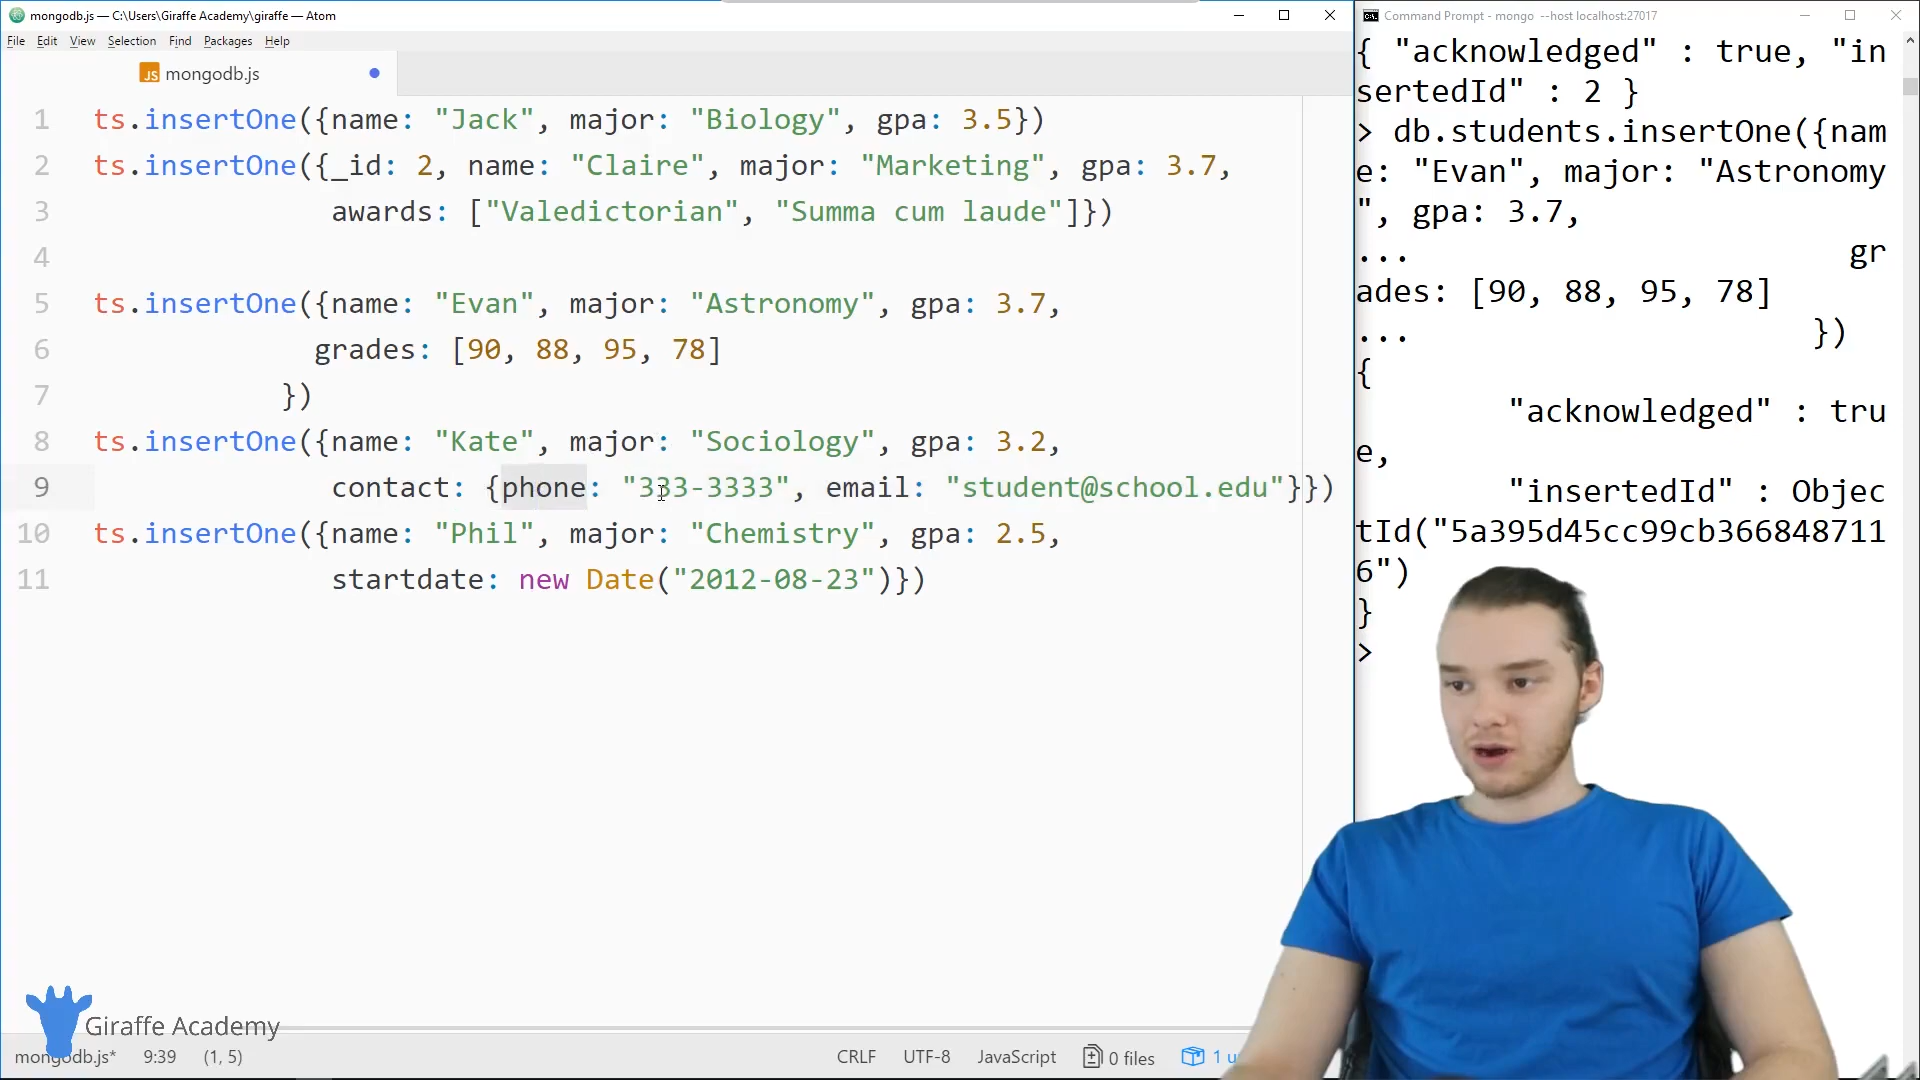 mongodb.js — C:\Users\Giraffe Academy\giraffe — Atom
File Edit View Selection Find Packages Help
JS mongodb.js
1 ts.insertOne({name: "Jack", major: "Biology", gpa: 3.5})
2 ts.insertOne({_id: 2, name: "Claire", major: "Marketing", gpa: 3.7,
3 awards: ["Valedictorian", "Summa cum laude"]})
4
5 ts.insertOne({name: "Evan", major: "Astronomy", gpa: 3.7,
6 grades: [90, 88, 95, 78]
7 })
8 ts.insertOne({name: "Kate", major: "Sociology", gpa: 3.2,
9 contact: {phone: "333-3333", email: "student@school.edu"}})
10 ts.insertOne({name: "Phil", major: "Chemistry", gpa: 2.5,
11 startdate: new Date("2012-08-23")})
Giraffe Academy
mongodb.js* 9:39 (1, 5) CRLF UTF-8 JavaScript 0 files 1
Command Prompt - mongo --host localhost:27017
{ "acknowledged" : true, "in
sertedId" : 2 }
> db.students.insertOne({nam
e: "Evan", major: "Astronomy
", gpa: 3.7,
... gr
ades: [90, 88, 95, 78]
... })
{
"acknowledged" : tru
e,
"insertedId" : Objec
tId("5a395d45cc99cb366848711
6")
}
>